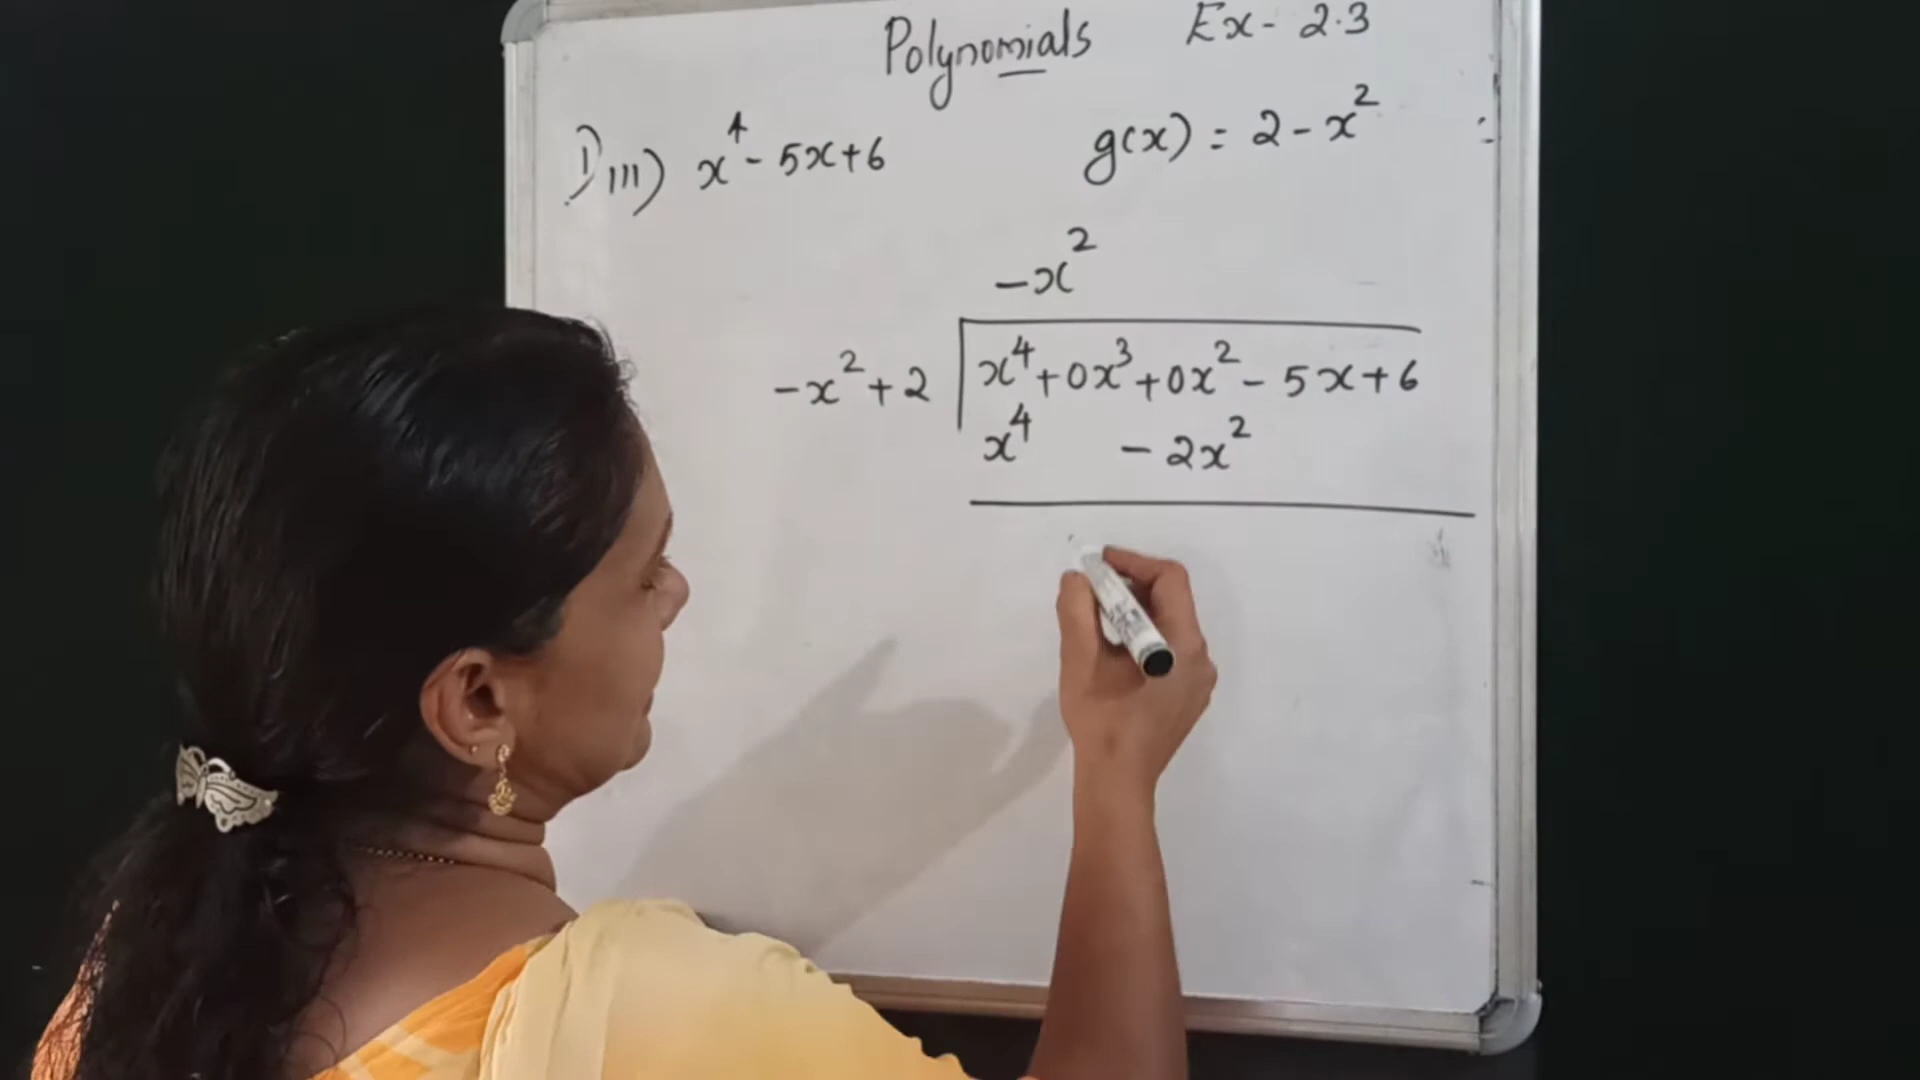 Polynomials Ex - 2.3
1) iii) x⁴ - 5x + 6 g(x) = 2 - x²
-x²
-x² + 2 x⁴ + 0x³ + 0x² - 5x + 6
x⁴ - 2x²